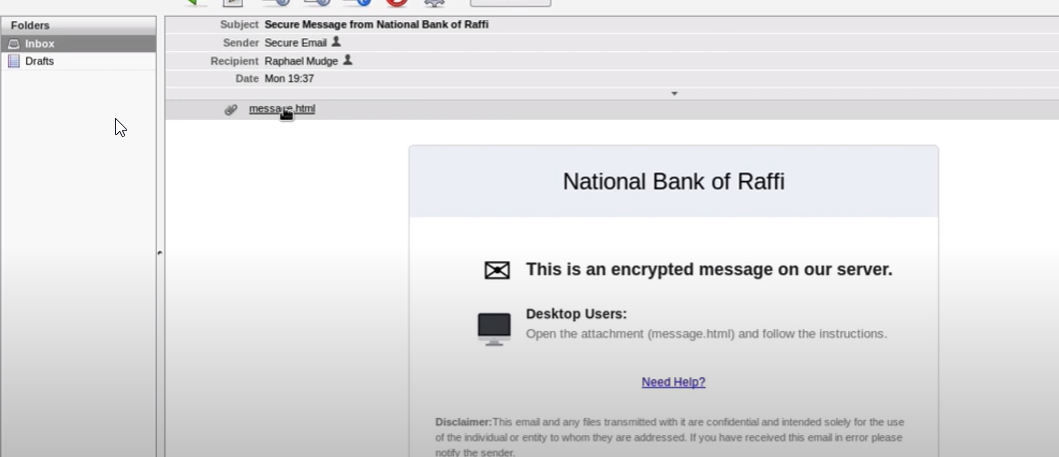 Folders
Inbox
Drafts
Subject Secure Message from National Bank of Raffi
Sender Secure Email
Recipient Raphael Mudge
Date Mon 19:37
message.html
National Bank of Raffi
This is an encrypted message on our server.
Desktop Users:
Open the attachment (message.html) and follow the instructions.
Need Help?
Disclaimer:This email and any files transmitted with it are confidential and intended solely for the use
of the individual or entity to whom they are addressed. If you have received this email in error please
notify the sender.